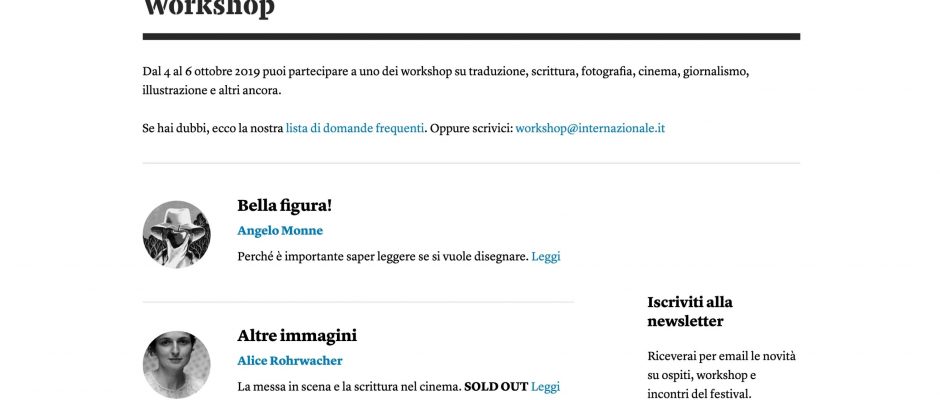 Workshop
Dal 4 al 6 ottobre 2019 puoi partecipare a uno dei workshop su traduzione, scrittura, fotografia, cinema, giornalismo,
illustrazione e altri ancora.
Se hai dubbi, ecco la nostra lista di domande frequenti. Oppure scrivici: workshop@internazionale.it
Bella figura!
Angelo Monne
Perché è importante saper leggere se si vuole disegnare. Leggi
Altre immagini
Alice Rohrwacher
La messa in scena e la scrittura nel cinema. SOLD OUT Leggi
Iscriviti alla
newsletter
Riceverai per email le novità
su ospiti, workshop e
incontri del festival.